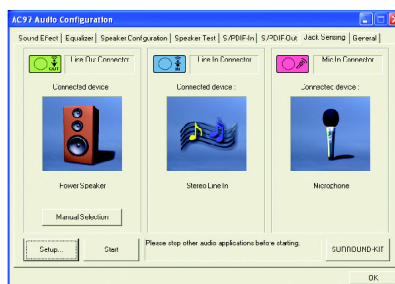 AC97 Audio Configuration
Sound Effect | Equalizer | Speaker Configuration | Speaker Test | S/PDIF-In | S/PDIF-Out | Jack Sensing | General
Line Out Connector
Line In Connector
Mic In Connector
OUT
IN
Connected device
Connected device :
Connected device :
Power Speaker
Stereo Line In
Microphone
Manual Selection
Setup...
Start
Please stop other audio applications before starting.
SURROUND-KIT
OK